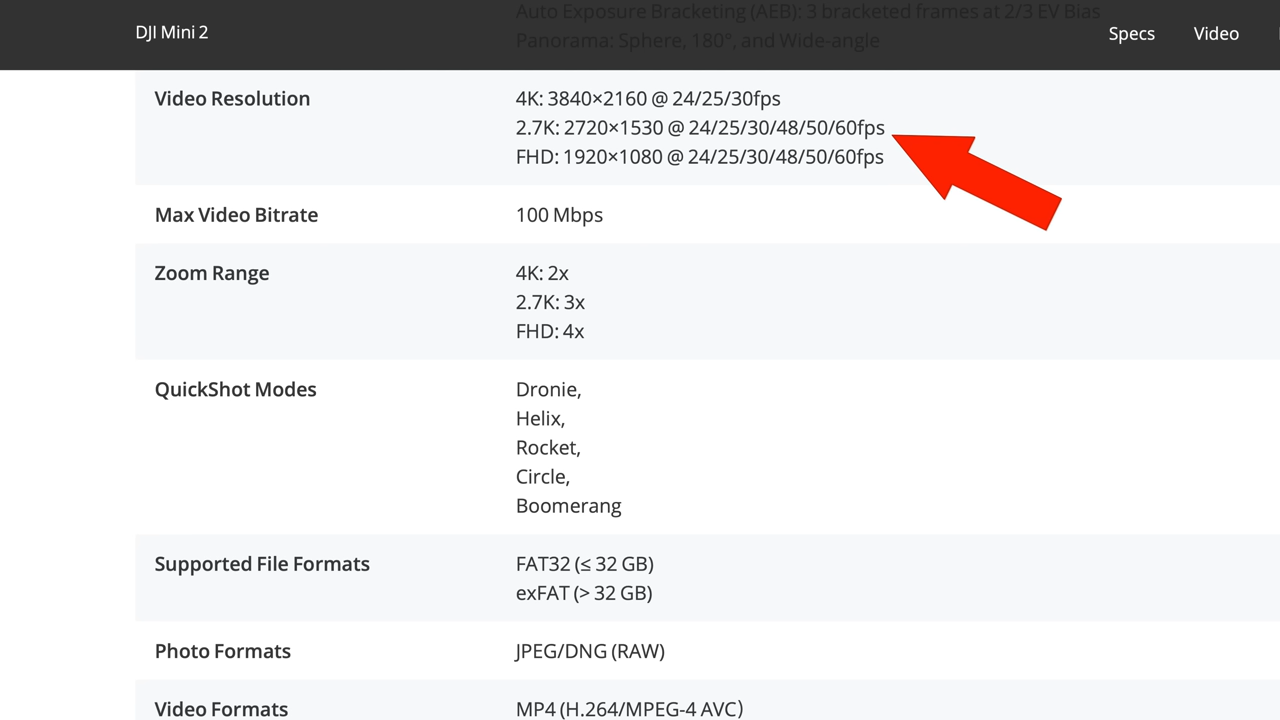 Auto Exposure Bracketing (AEB): 3 bracketed frames at 2/3 EV Bias
DJI Mini 2
Panorama: Sphere, 180°, and Wide-angle
Specs
Video
Video Resolution
4K: 3840×2160 @ 24/25/30fps
2.7K: 2720×1530 @ 24/25/30/48/50/60fps
FHD: 1920×1080 @ 24/25/30/48/50/60fps
Max Video Bitrate
100 Mbps
Zoom Range
4K: 2x
2.7K: 3x
FHD: 4x
QuickShot Modes
Dronie,
Helix,
Rocket,
Circle,
Boomerang
Supported File Formats
FAT32 (≤ 32 GB)
exFAT (> 32 GB)
Photo Formats
JPEG/DNG (RAW)
Video Formats
MP4 (H.264/MPEG-4 AVC)